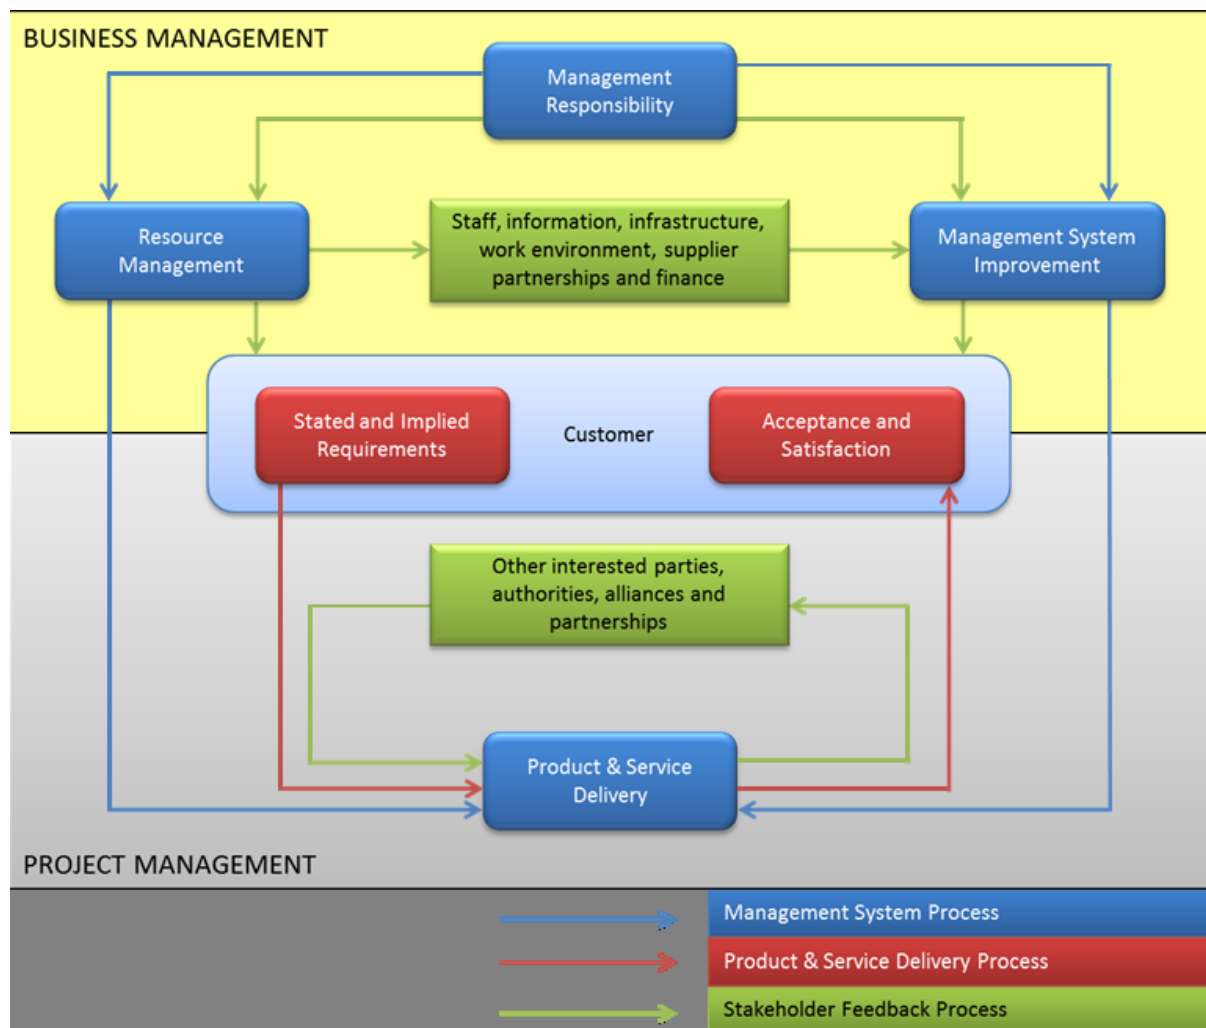 BUSINESS MANAGEMENT
Management
Responsibility
Resource
Management
Staff, information, infrastructure,
work environment, supplier
partnerships and finance
Management System
Improvement
Stated and Implied
Requirements
Customer
Acceptance and
Satisfaction
Other interested parties,
authorities, alliances and
partnerships
Product & Service
Delivery
PROJECT MANAGEMENT
Management System Process
Product & Service Delivery Process
Stakeholder Feedback Process